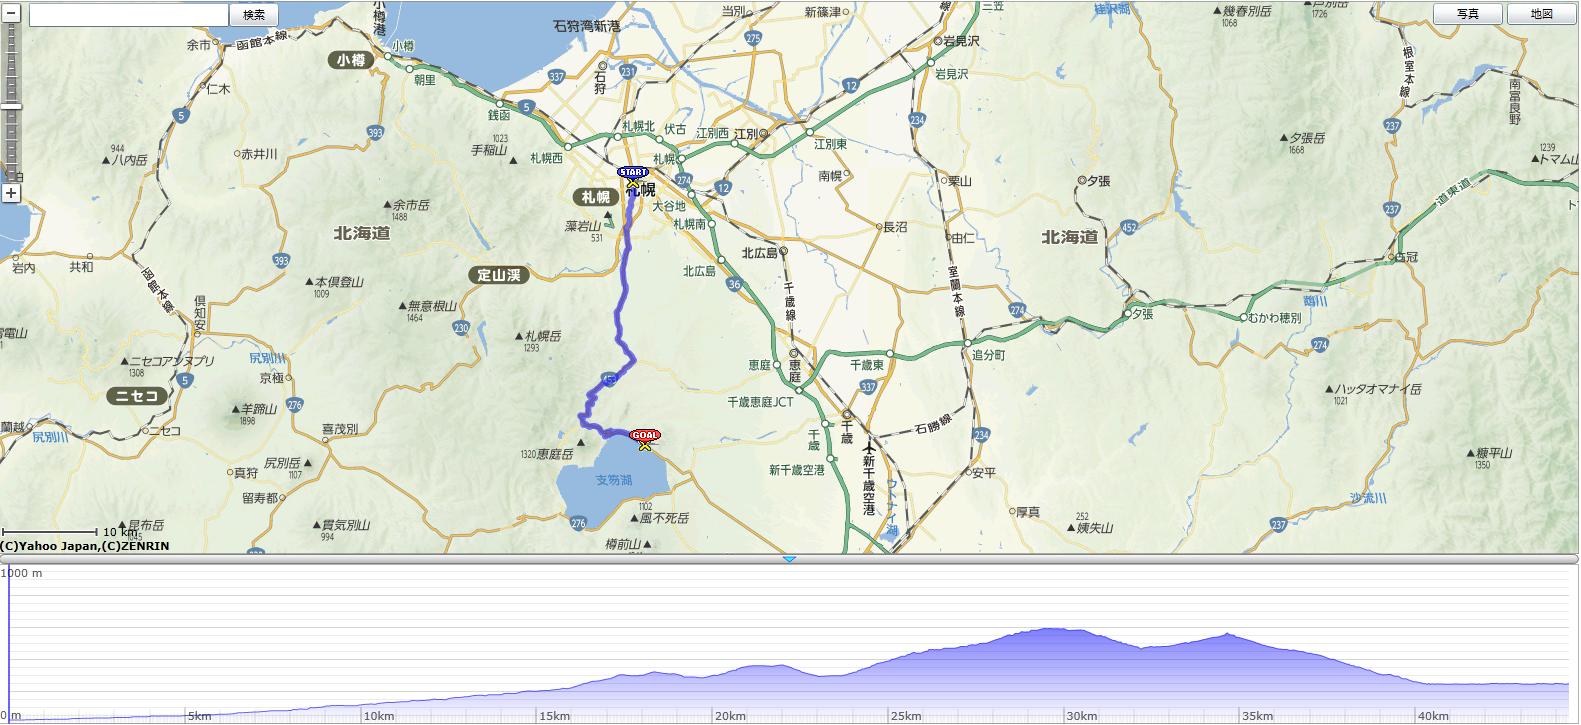 検索
写真
地図
小樽港
石狩湾新港
当別
新篠津
三笠
桂沢湖
幾春別岳
1068
芦別岳
1726
余市
函館本線
小樽
小樽
朝里
337
石狩
231
275
岩見沢
岩見沢
12
根室本線
南富良野
仁木
5
393
銭函
5
札幌北
伏古
江別西
江別
江別東
234
237
夕張岳
1668
1239
トマム山
944
八内岳
赤井川
1023
手稲山
札幌西
札幌
274
12
南幌
栗山
夕張
道東道
START
札幌
札幌
大谷地
余市岳
1488
藻岩山
531
札幌南
長沼
由仁
452
237
北海道
北海道
岩内
共和
393
定山渓
北広島
北広島
36
占冠
函館本線
本倶登山
1009
倶知安
無意根山
1464
230
札幌岳
1293
千歳線
室蘭本線
274
夕張
鵡川
むかわ穂別
274
ニセコアンヌプリ
1308
尻別川
京極
5
ニセコ
276
羊蹄山
1898
453
恵庭
恵庭
千歳東
追分町
337
千歳恵庭JCT
ハッタオマナイ岳
1021
蘭越
尻別川
ニセコ
喜茂別
GOAL
1320
恵庭岳
千歳
千歳
石勝線
234
尻別岳
1107
真狩
留寿都
支笏湖
新千歳空港
新千歳空港
安平
糠平山
1350
ウトナイ湖
沙流川
昆布岳
1045
貫気別山
994
276
1102
風不死岳
樽前山
厚真
252
姨失山
237
10 km
(C)Yahoo Japan,(C)ZENRIN
1000 m
0 m
5km
10km
15km
20km
25km
30km
35km
40km